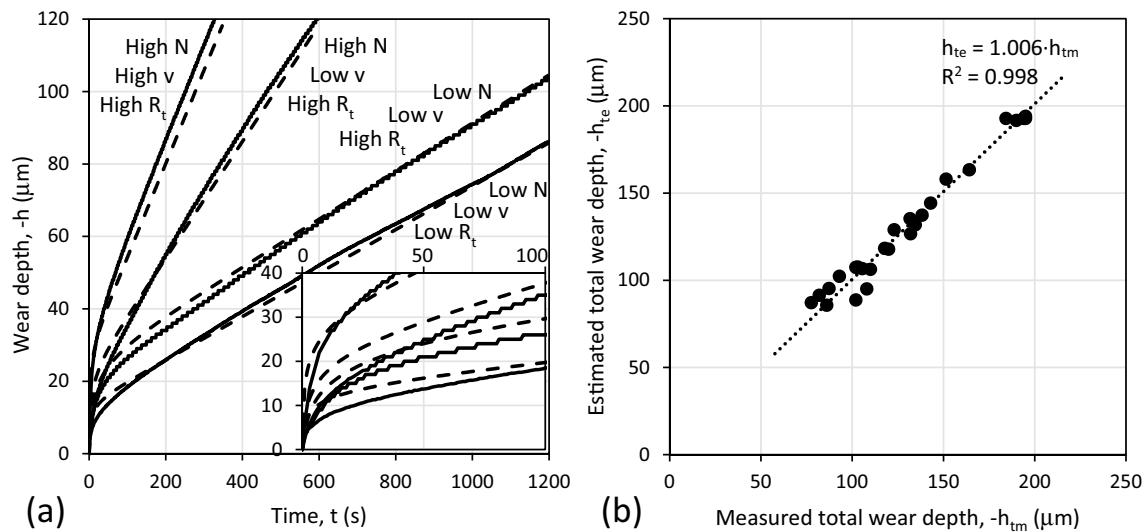 120
100
80
60
40
20
0
Wear depth, -h (μm)
High N
High v
High Rt
High N
Low v
High Rt
Low N
Low v
High Rt
Low N
Low v
Low Rt
0 50 100
40
30
20
10
0
0 200 400 600 800 1000 1200
Time, t (s)
(a)
250
200
150
100
50
0
Estimated total wear depth, -hte (μm)
hte = 1.006·htm
R² = 0.998
0 50 100 150 200 250
Measured total wear depth, -htm (μm)
(b)